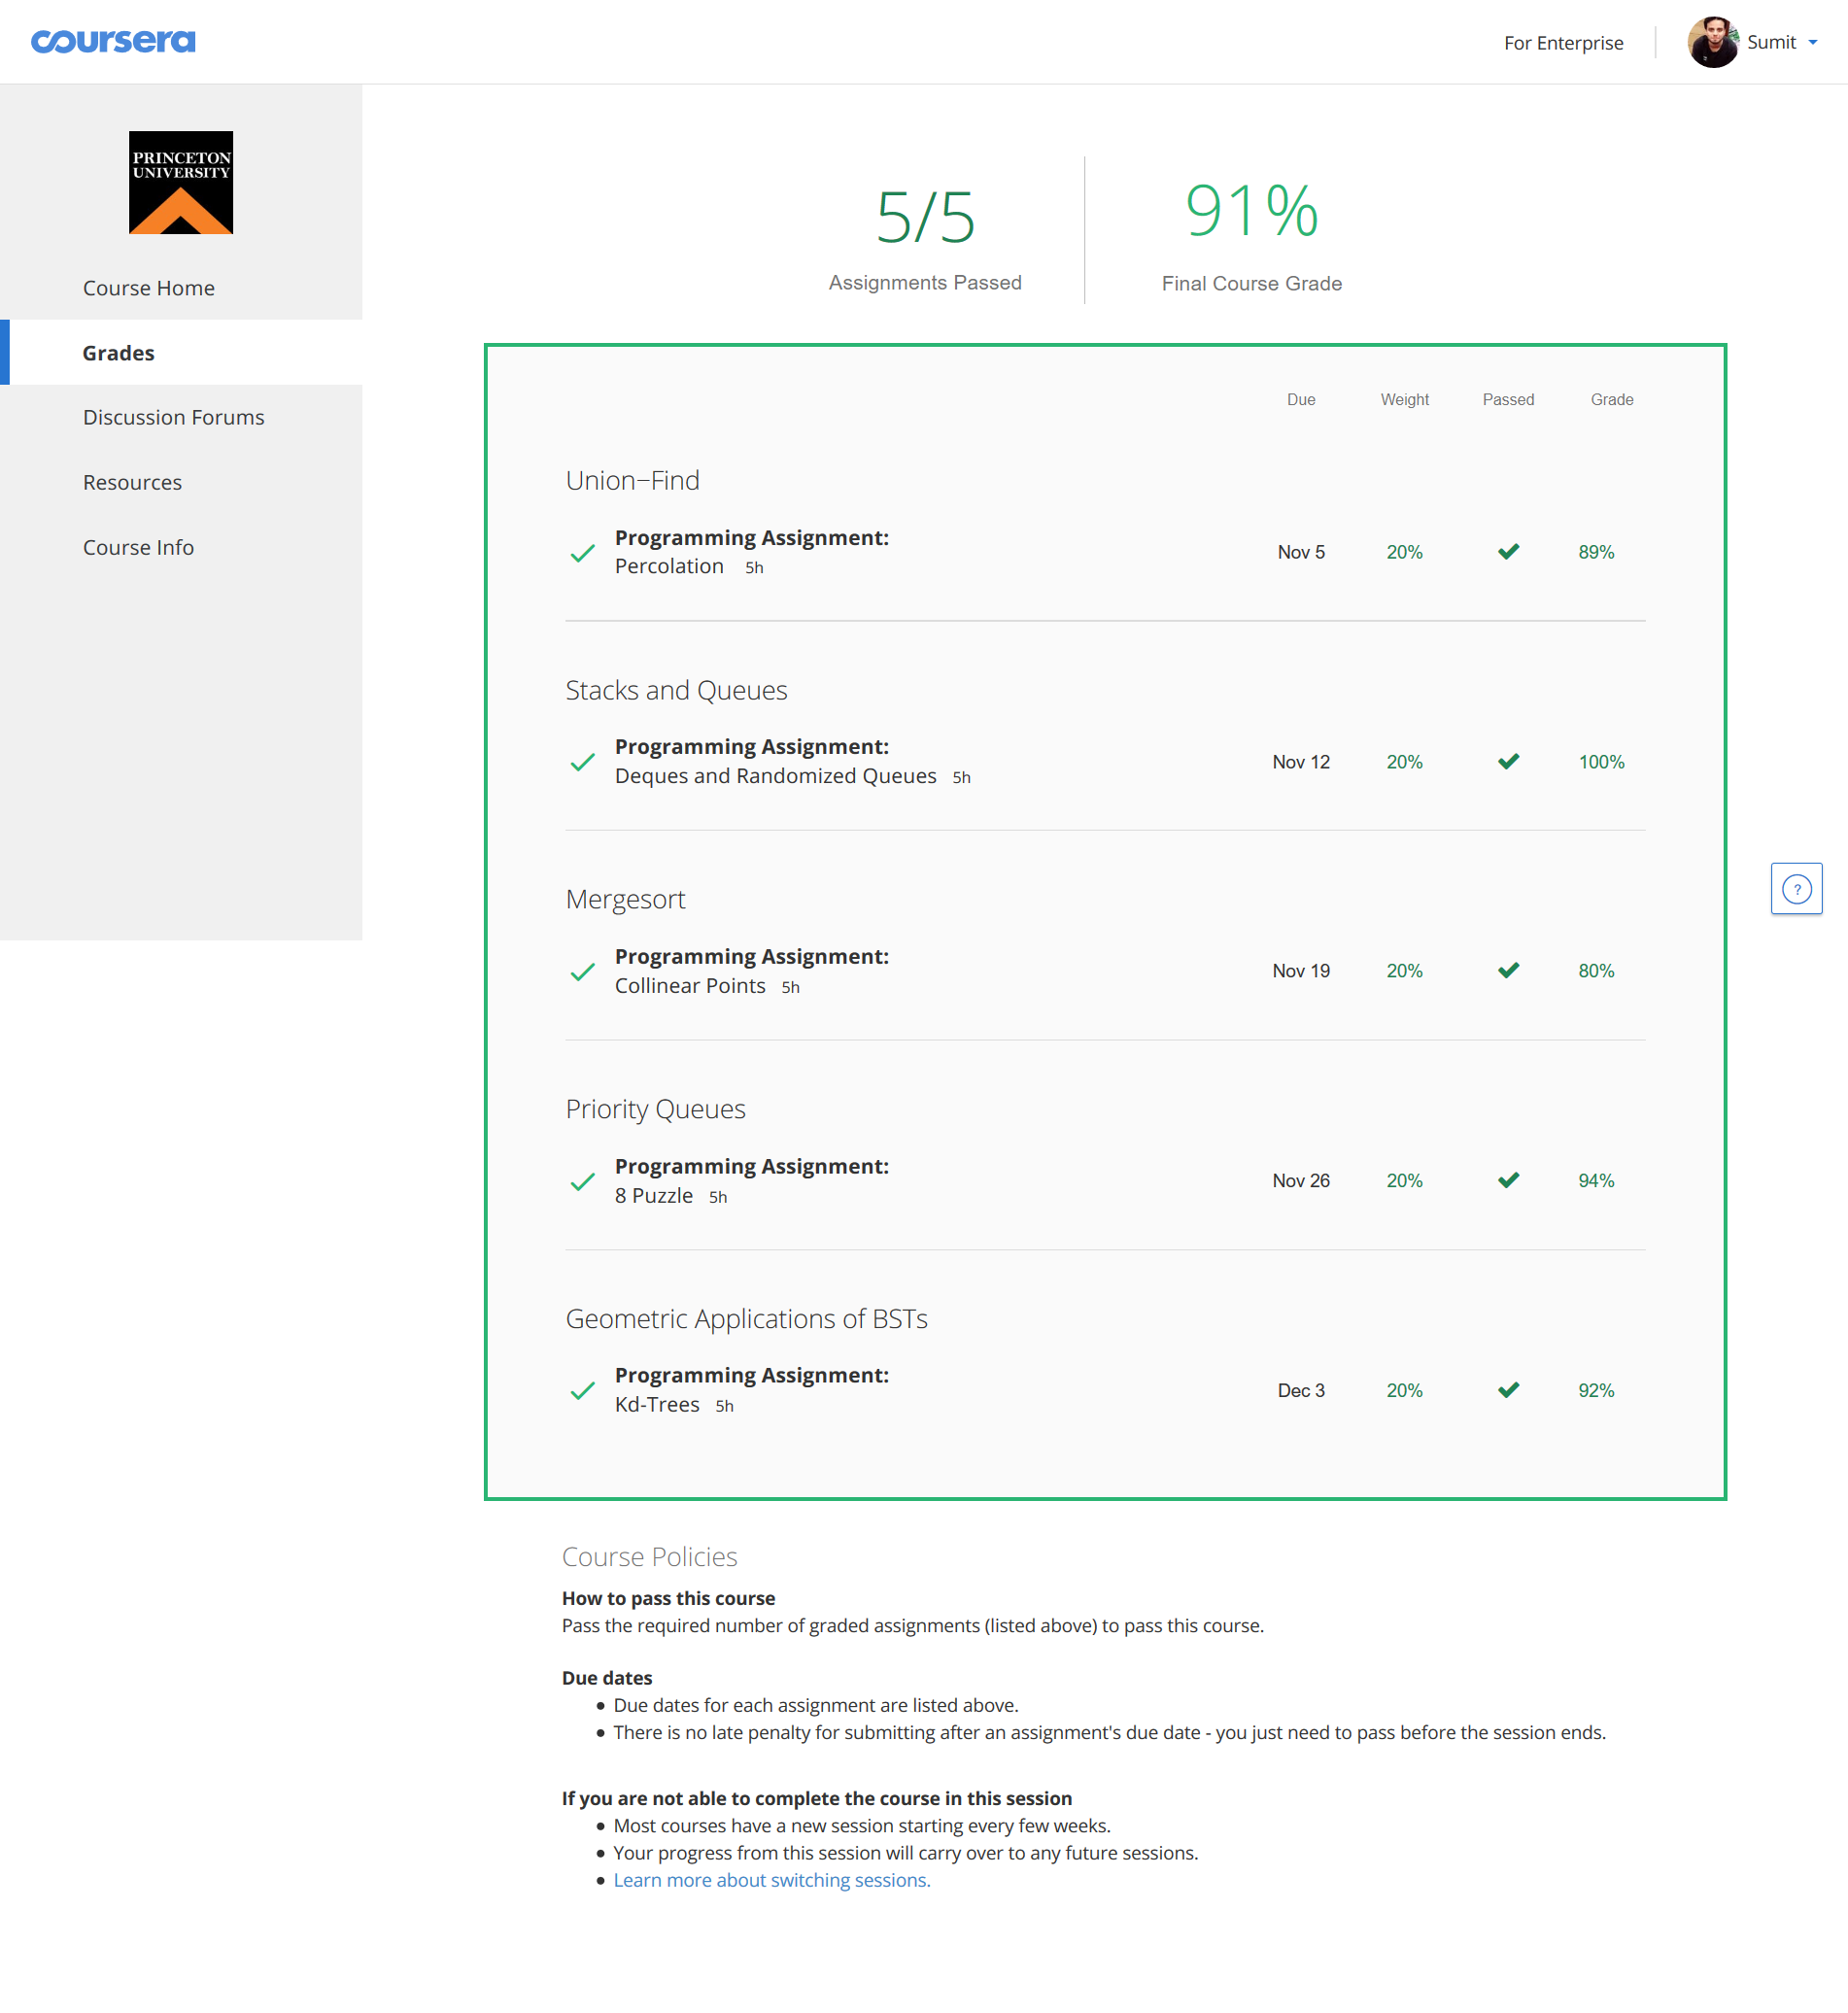 coursera
For Enterprise
Sumit
PRINCETON
UNIVERSITY
Course Home
Grades
Discussion Forums
Resources
Course Info
5/5
Assignments Passed
91%
Final Course Grade
Due Weight Passed Grade
Union–Find
Programming Assignment:
Percolation 5h
Nov 5 20% 89%
Stacks and Queues
Programming Assignment:
Deques and Randomized Queues 5h
Nov 12 20% 100%
Mergesort
Programming Assignment:
Collinear Points 5h
Nov 19 20% 80%
Priority Queues
Programming Assignment:
8 Puzzle 5h
Nov 26 20% 94%
Geometric Applications of BSTs
Programming Assignment:
Kd-Trees 5h
Dec 3 20% 92%
?
Course Policies
How to pass this course
Pass the required number of graded assignments (listed above) to pass this course.
Due dates
● Due dates for each assignment are listed above.
● There is no late penalty for submitting after an assignment's due date - you just need to pass before the session ends.
If you are not able to complete the course in this session
● Most courses have a new session starting every few weeks.
● Your progress from this session will carry over to any future sessions.
● Learn more about switching sessions.